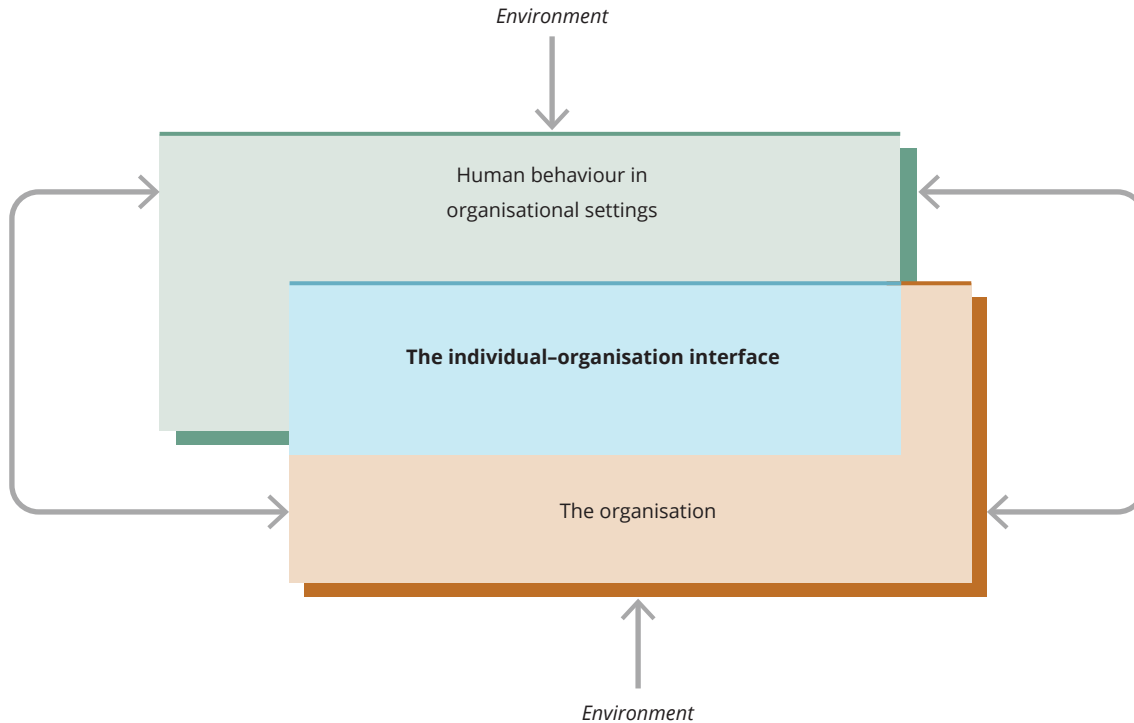 Environment
Human behaviour in
organisational settings
The individual–organisation interface
The organisation
Environment